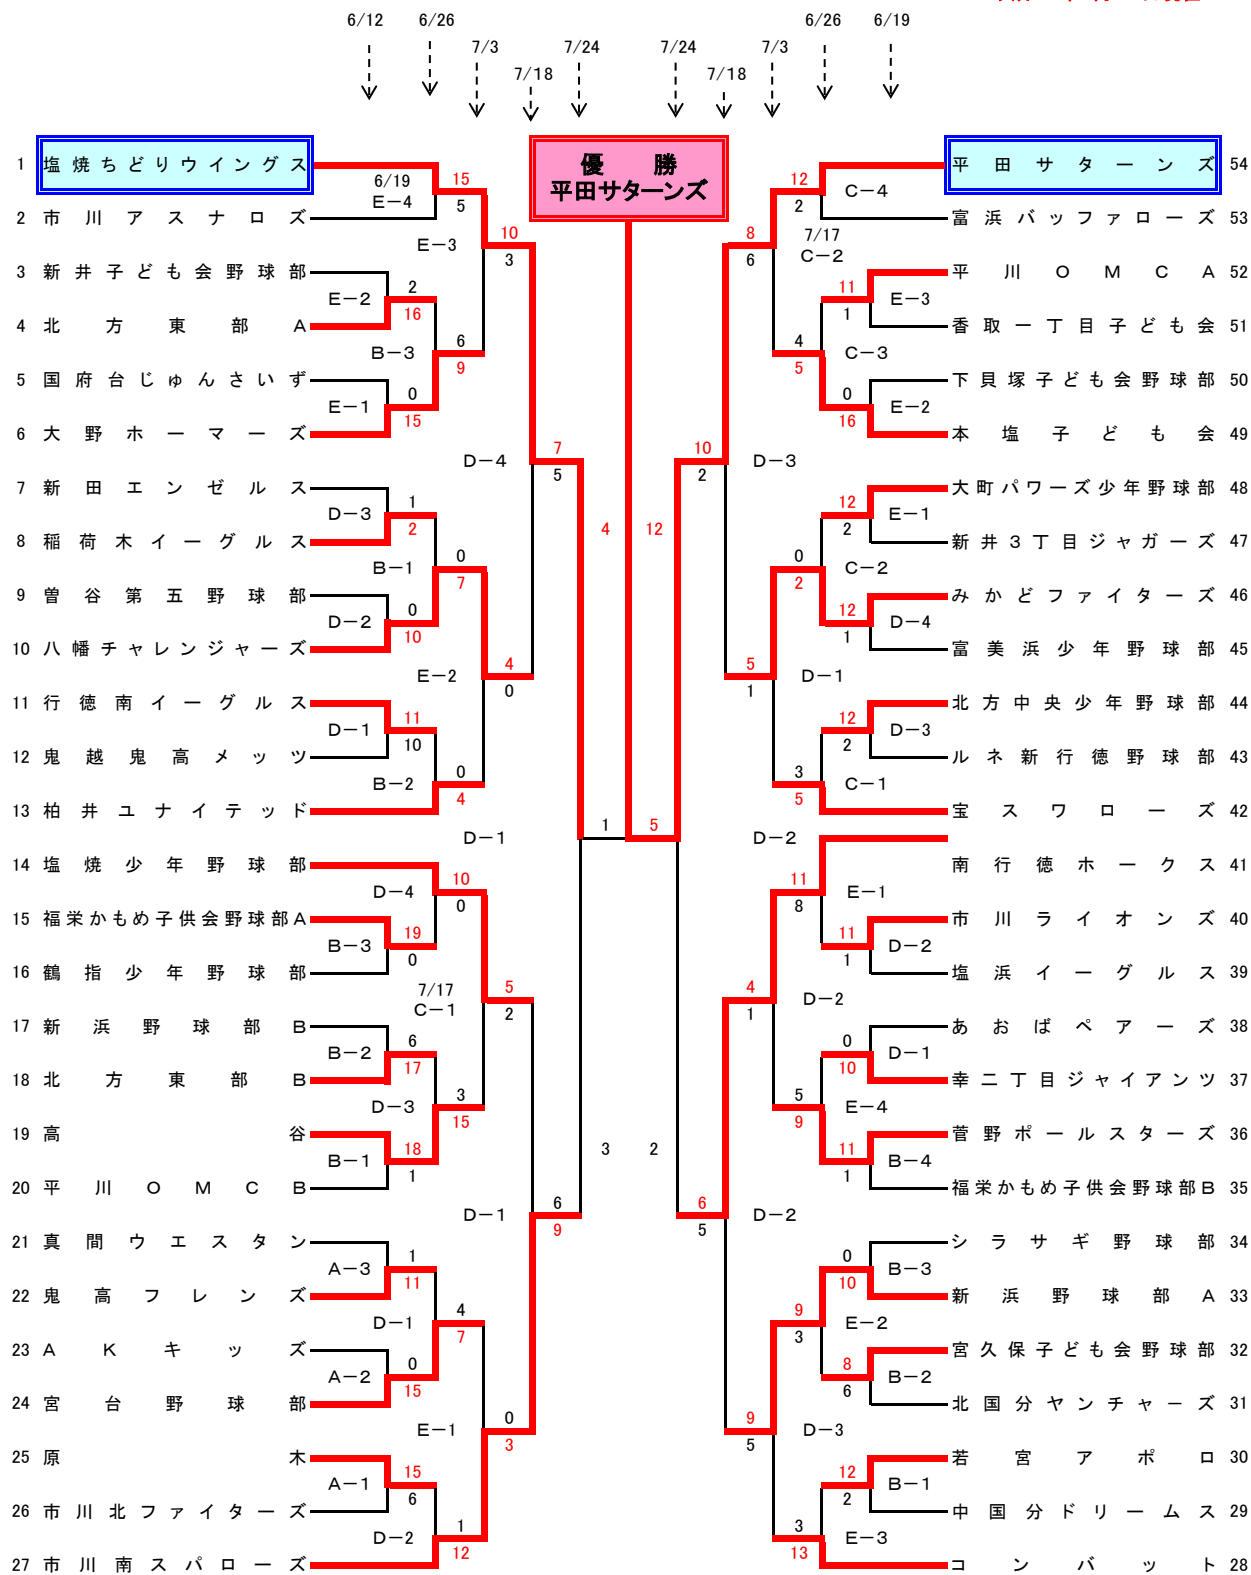 6/12 6/26 7/3 7/18 7/24 7/24 7/18 7/3 6/26 6/19
優勝
平田サターンズ
1 塩焼ちどりウイングス
2 市川アスナロズ
3 新井子ども会野球部
4 北方東部A
5 国府台じゅんさいず
6 大野ホーマーズ
7 新田エンゼルス
8 稲荷木イーグルス
9 曽谷第五野球部
10 八幡チャレンジャーズ
11 行徳南イーグルス
12 鬼越鬼高メッツ
13 柏井ユナイテッド
14 塩焼少年野球部
15 福栄かもめ子供会野球部A
16 鶴指少年野球部
17 新浜野球部B
18 北方東部B
19 高谷
20 平川OMCB
21 真間ウエスタン
22 鬼高フレンズ
23 AKキッズ
24 宮台野球部
25 原木
26 市川北ファイターズ
27 市川南スパローズ
6/19
E-4
15
5
E-2
2
16
E-1
0
15
B-3
6
9
E-3
10
3
D-3
1
2
D-2
0
10
B-1
0
7
D-1
11
10
B-2
0
4
E-2
4
0
D-4
7
5
B-3
19
0
D-4
10
0
B-2
6
17
B-1
18
1
D-3
3
15
7/17
C-1
5
2
A-3
1
11
A-2
0
15
D-1
4
7
A-1
15
6
D-2
1
12
E-1
0
3
D-1
6
9
D-1
4
3
1
5
12
2
平田サターンズ 54
富浜バッファローズ 53
平川OMCA 52
香取一丁目子ども会 51
下貝塚子ども会野球部 50
本塩子ども会 49
大町パワーズ少年野球部 48
新井3丁目ジャガーズ 47
みかどファイターズ 46
富美浜少年野球部 45
北方中央少年野球部 44
ルネ新行徳野球部 43
宝スワローズ 42
南行徳ホークス 41
市川ライオンズ 40
塩浜イーグルス 39
あおばペアーズ 38
幸二丁目ジャイアンツ 37
菅野ポールスターズ 36
福栄かもめ子供会野球部B 35
シラサギ野球部 34
新浜野球部A 33
宮久保子ども会野球部 32
北国分ヤンチャーズ 31
若宮アポロ 30
中国分ドリームス 29
コンバット 28
C-4
12
2
E-3
11
1
E-2
0
16
C-3
4
5
7/17
C-2
8
6
E-1
12
2
D-4
12
1
C-2
0
2
D-3
12
2
C-1
3
5
D-1
5
1
D-3
10
2
D-2
D-2
11
1
E-1
11
8
D-1
0
10
B-4
11
1
E-4
5
9
D-2
4
1
B-3
0
10
B-2
8
6
E-2
9
3
B-1
12
2
E-3
3
13
D-3
9
5
D-2
6
5